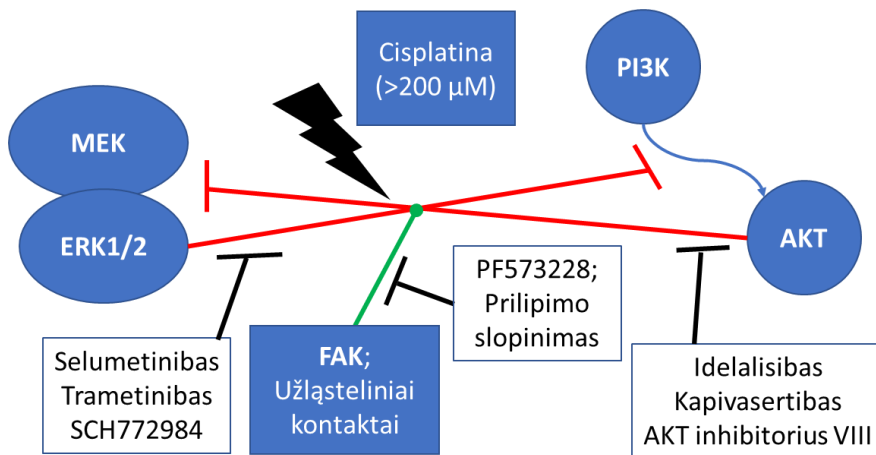 Cisplatina
(>200 µM)
PI3K
MEK
ERK1/2
AKT
PF573228;
Prilipimo
slopinimas
Selumetinibas
Trametinibas
SCH772984
FAK;
Užląsteliniai
kontaktai
Idelalisibas
Kapivasertibas
AKT inhibitorius VIII